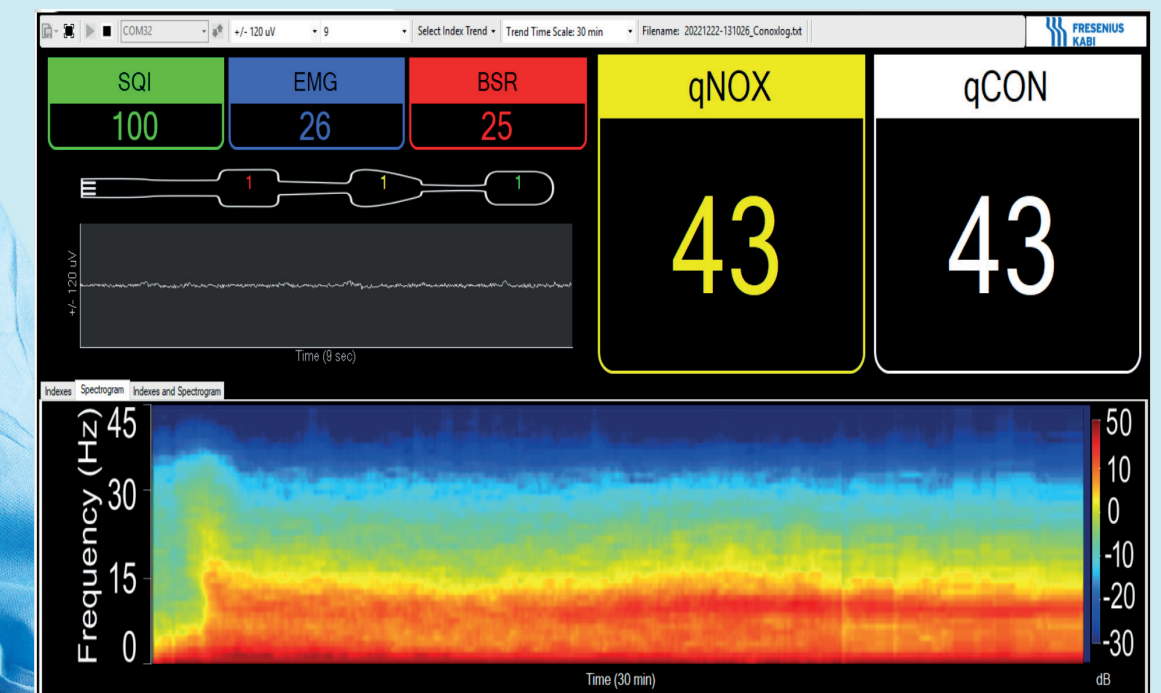 COM32 +/- 120 uV 9 Select Index Trend Trend Time Scale: 30 min Filename: 20221222-131026_Conoxlog.txt
FRESENIUS
KABI
SQI EMG BSR qNOX qCON
100 26 25
1 1 1
43 43
+/- 120 uV
Time (9 sec)
Indexes Spectrogram Indexes and Spectrogram
Frequency (Hz)
45
30
15
0
50
10
0
-10
-20
-30
Time (30 min) dB